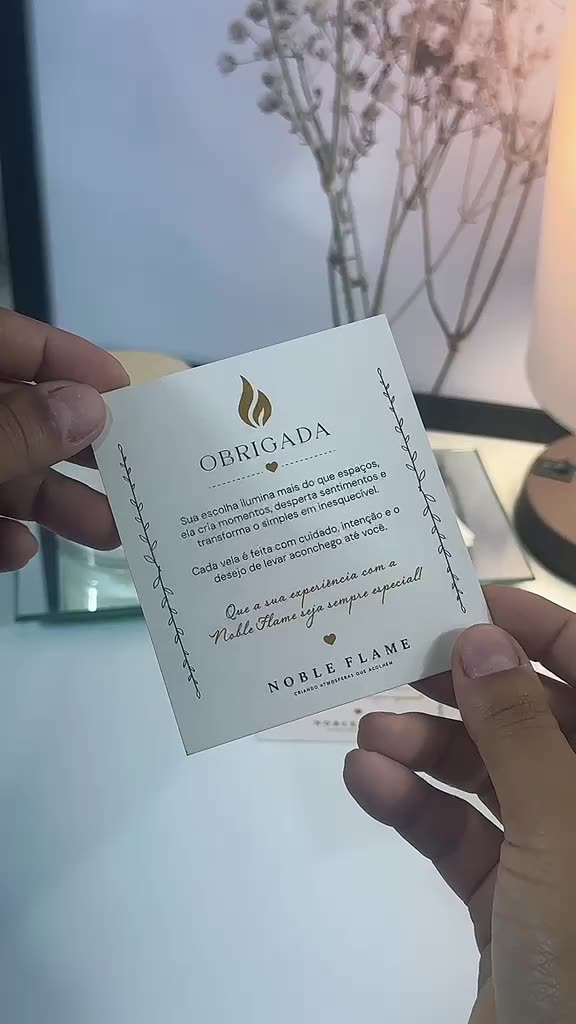 OBRIGADA
Sua escolha ilumina mais do que espaços,
ela cria momentos, desperta sentimentos e
transforma o simples em inesquecível.
Cada vela é feita com cuidado, intenção e o
desejo de levar aconchego até você.
Que a sua experiência com a
Noble Flame seja sempre especial!
NOBLE FLAME
CRIANDO ATMOSFERAS QUE ACOLHEM